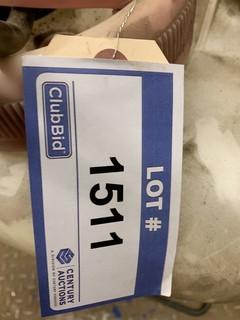 LOT #
1511
ClubBid
CENTURY
AUCTIONS